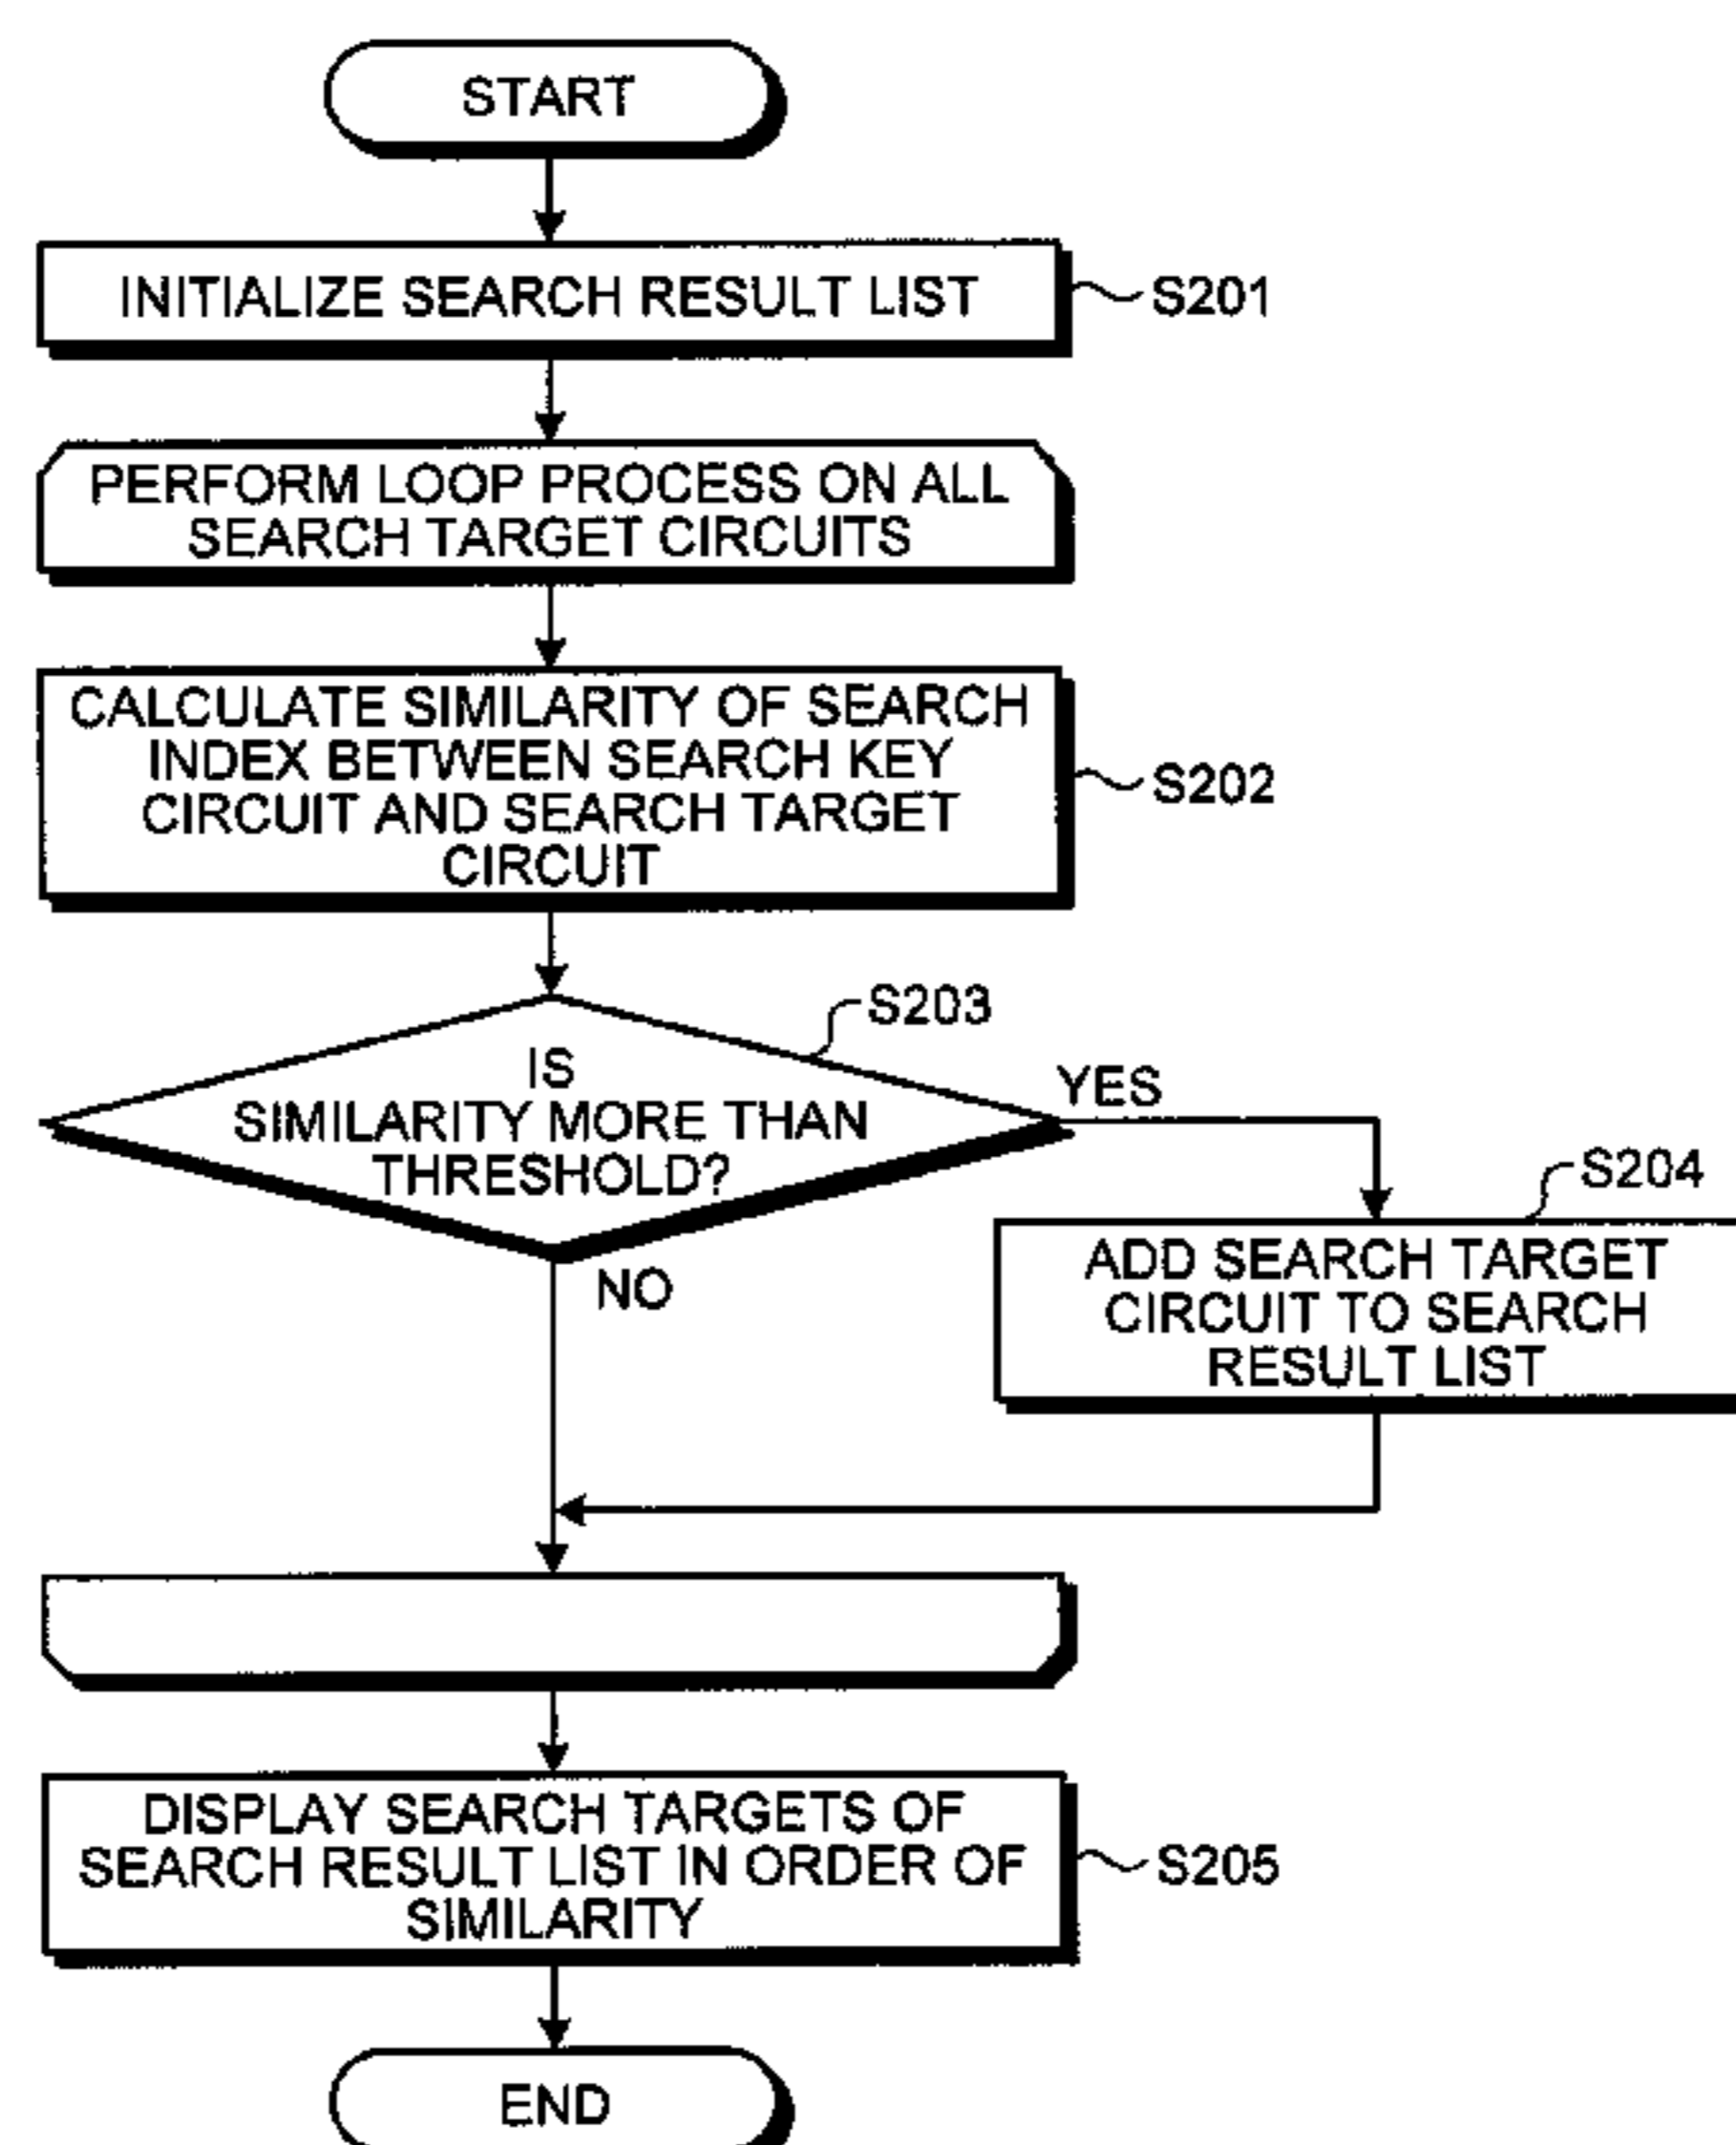 START
INITIALIZE SEARCH RESULT LIST
S201
PERFORM LOOP PROCESS ON ALL
SEARCH TARGET CIRCUITS
CALCULATE SIMILARITY OF SEARCH
INDEX BETWEEN SEARCH KEY
CIRCUIT AND SEARCH TARGET
CIRCUIT
S202
S203
IS
SIMILARITY MORE THAN
THRESHOLD?
YES
NO
S204
ADD SEARCH TARGET
CIRCUIT TO SEARCH
RESULT LIST
DISPLAY SEARCH TARGETS OF
SEARCH RESULT LIST IN ORDER OF
SIMILARITY
S205
END